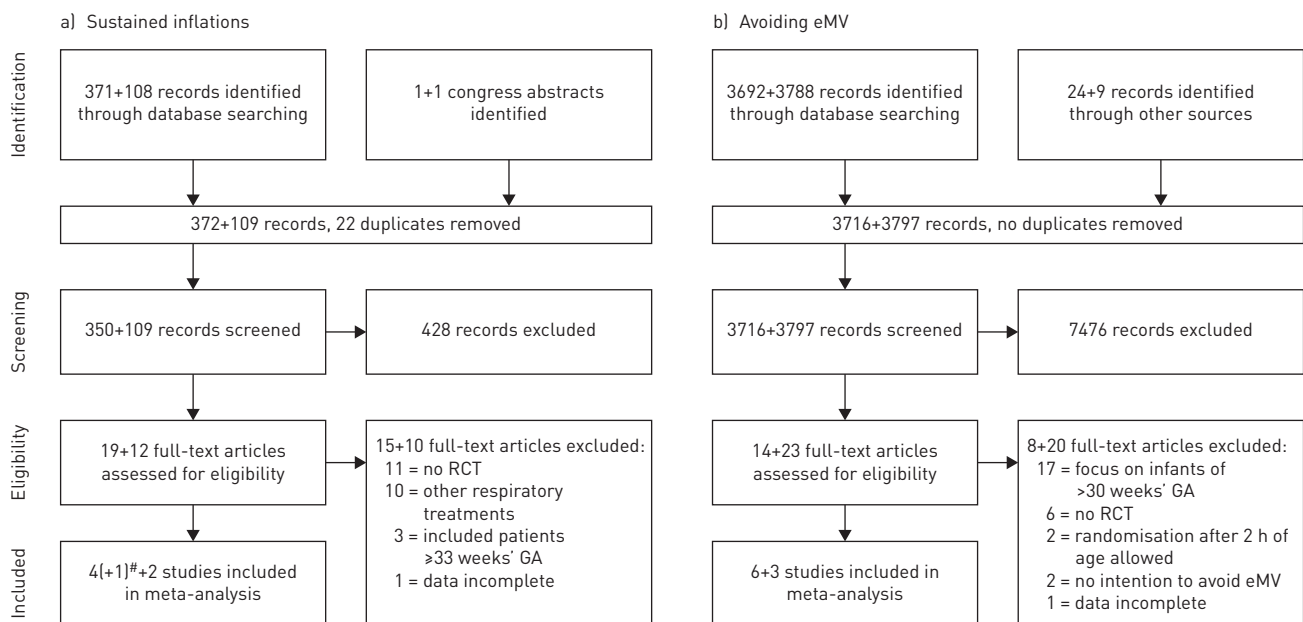 a) Sustained inflations
Identification
371+108 records identified
through database searching
1+1 congress abstracts
identified
372+109 records, 22 duplicates removed
Screening
350+109 records screened
428 records excluded
Eligibility
19+12 full-text articles
assessed for eligibility
15+10 full-text articles excluded:
11 = no RCT
10 = other respiratory
treatments
3 = included patients
≥33 weeks' GA
1 = data incomplete
Included
4(+1)#+2 studies included
in meta-analysis
b) Avoiding eMV
3692+3788 records identified
through database searching
24+9 records identified
through other sources
3716+3797 records, no duplicates removed
3716+3797 records screened
7476 records excluded
14+23 full-text articles
assessed for eligibility
8+20 full-text articles excluded:
17 = focus on infants of
>30 weeks' GA
6 = no RCT
2 = randomisation after 2 h of
age allowed
2 = no intention to avoid eMV
1 = data incomplete
6+3 studies included in
meta-analysis